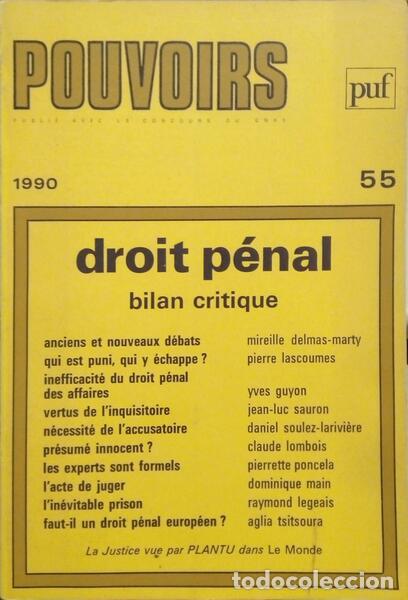 POUVOIRS
puf
PUBLIÉ AVEC LE CONCOURS DU CNRS
1990
55
droit pénal
bilan critique
anciens et nouveaux débats mireille delmas-marty
qui est puni, qui y échappe ? pierre lascoumes
inefficacité du droit pénal
des affaires yves guyon
vertus de l'inquisitoire jean-luc sauron
nécessité de l'accusatoire daniel soulez-larivière
présumé innocent ? claude lombois
les experts sont formels pierrette poncela
l'acte de juger dominique main
l'inévitable prison raymond legeais
faut-il un droit pénal européen ? aglia tsitsoura
La Justice vue par PLANTU dans Le Monde
todocoleccion.net